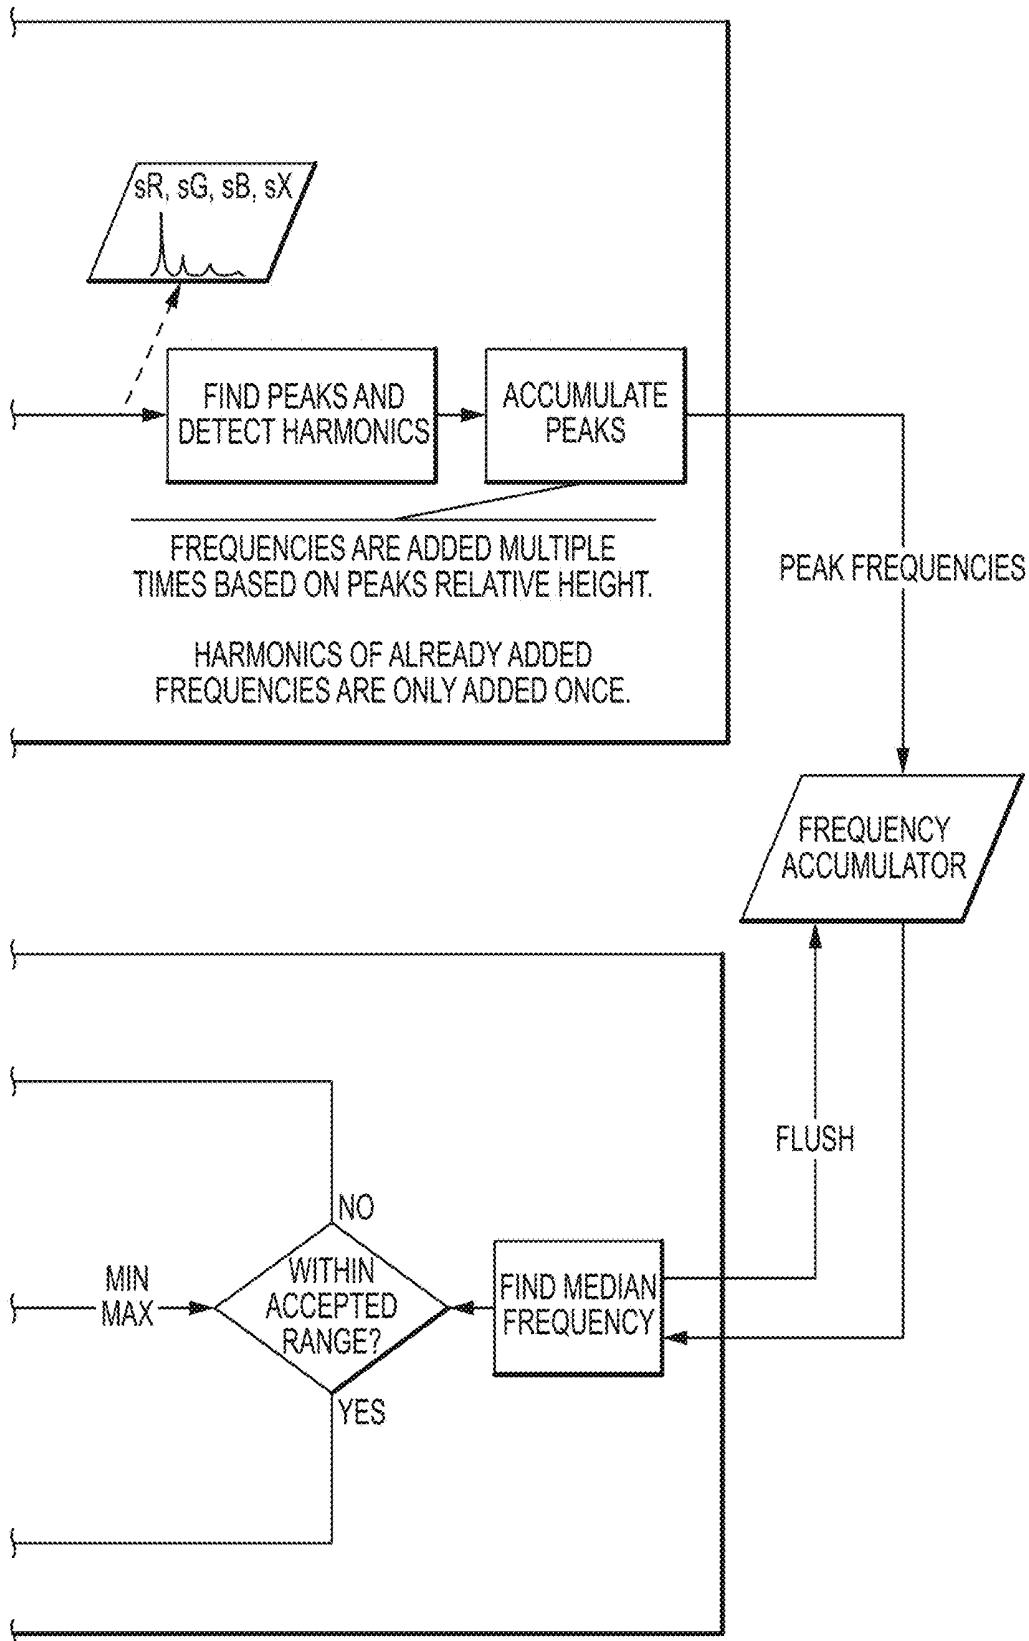 sR, sG, sB, sX
FIND PEAKS AND
DETECT HARMONICS
ACCUMULATE
PEAKS
FREQUENCIES ARE ADDED MULTIPLE
TIMES BASED ON PEAKS RELATIVE HEIGHT.
HARMONICS OF ALREADY ADDED
FREQUENCIES ARE ONLY ADDED ONCE.
PEAK FREQUENCIES
FREQUENCY
ACCUMULATOR
FLUSH
NO
WITHIN
ACCEPTED
RANGE?
MIN
MAX
FIND MEDIAN
FREQUENCY
YES